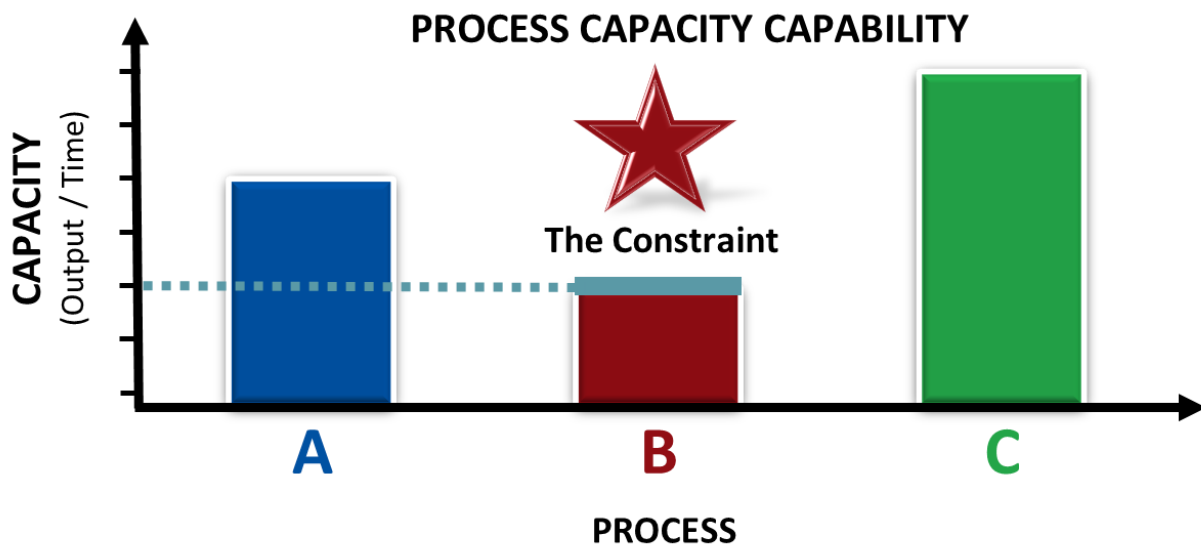 PROCESS CAPACITY CAPABILITY
CAPACITY
(Output / Time)
The Constraint
A
B
C
PROCESS